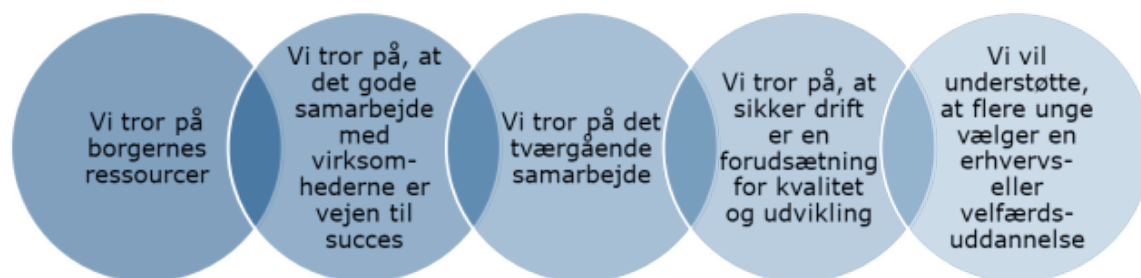 Vi tror på
borgernes
ressourcer
Vi tror på, at
det gode
samarbejde
med
virksom-
hederne er
vejen til
succes
Vi tror på det
tværgående
samarbejde
Vi tror på, at
sikker drift
er en
forudsætning
for kvalitet
og udvikling
Vi vil
understøtte,
at flere unge
vælger en
erhvervs-
eller
velfærds-
uddannelse